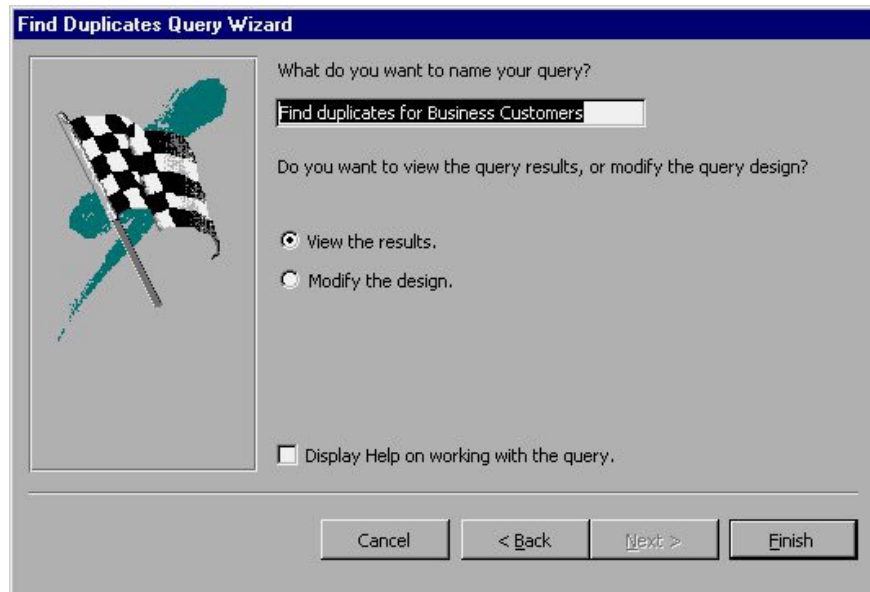 Find Duplicates Query Wizard
What do you want to name your query?
Find duplicates for Business Customers
Do you want to view the query results, or modify the query design?
View the results.
Modify the design.
Display Help on working with the query.
Cancel
< Back
Next >
Finish